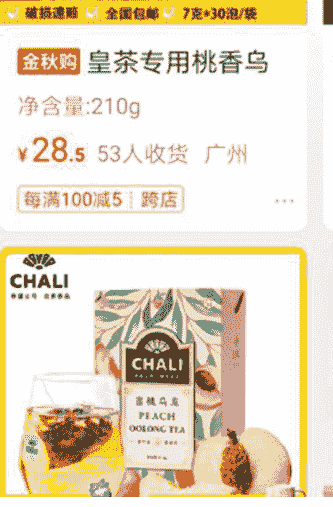 破损速赔 全国包邮 7克*30泡/袋
金秋购 皇茶专用桃香乌
净含量:210g
¥28.5 53人收货 广州
每满100减5 跨店
CHALI
CHALI
蜜桃乌龙
PEACH
OOLONG TEA